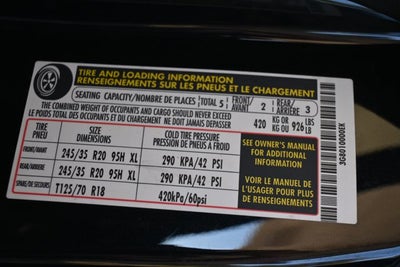 TIRE AND LOADING INFORMATION
RENSEIGNEMENTS SUR LES PNEUS ET LE CHARGEMENT
SEATING CAPACITY/NOMBRE DE PLACES TOTAL 5 FRONT/AVANT 2 REAR/ARRIÈRE 3
THE COMBINED WEIGHT OF OCCUPANTS AND CARGO SHOULD NEVER EXCEED
LE POIDS TOTAL DES OCCUPANTS ET DU CHARGEMENT NE DOIT JAMAIS DEPASSER 420 KG OR KG OU 926 LBS LB
TIRE PNEU SIZE DIMENSIONS COLD TIRE PRESSURE PRESSION DE PNEUS A FROID
FRONT/AVANT 245/35 R20 95H XL 290 KPA/42 PSI
REAR/ARRIERE 245/35 R20 95H XL 290 KPA/42 PSI
SPARE/DE SECOURS T125/70 R18 420kPa/60psi
SEE OWNER'S MANUAL
FOR ADDITIONAL
INFORMATION
VOIR LE MANUEL DE
L'USAGER POUR PLUS
DE RENSEIGNEMENTS
3G8010000EX